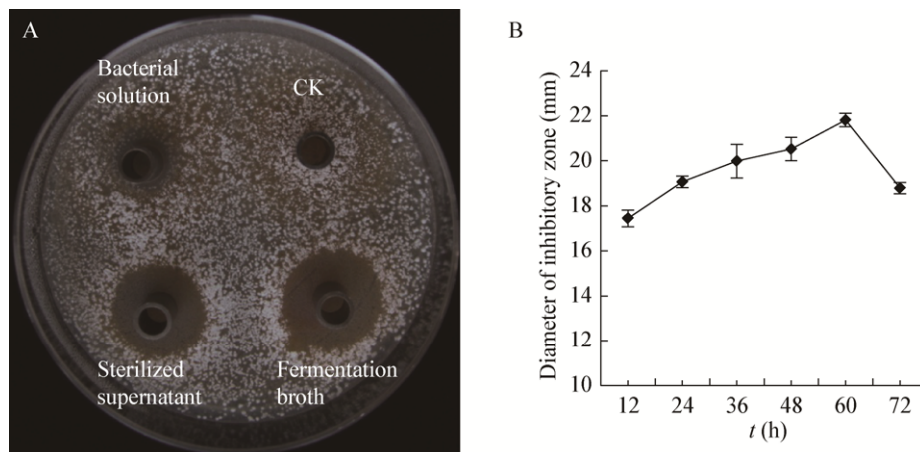 A
Bacterial
solution
CK
Sterilized
supernatant
Fermentation
broth
B
Diameter of inhibitory zone (mm)
24
22
20
18
16
14
12
10
12 24 36 48 60 72
t (h)